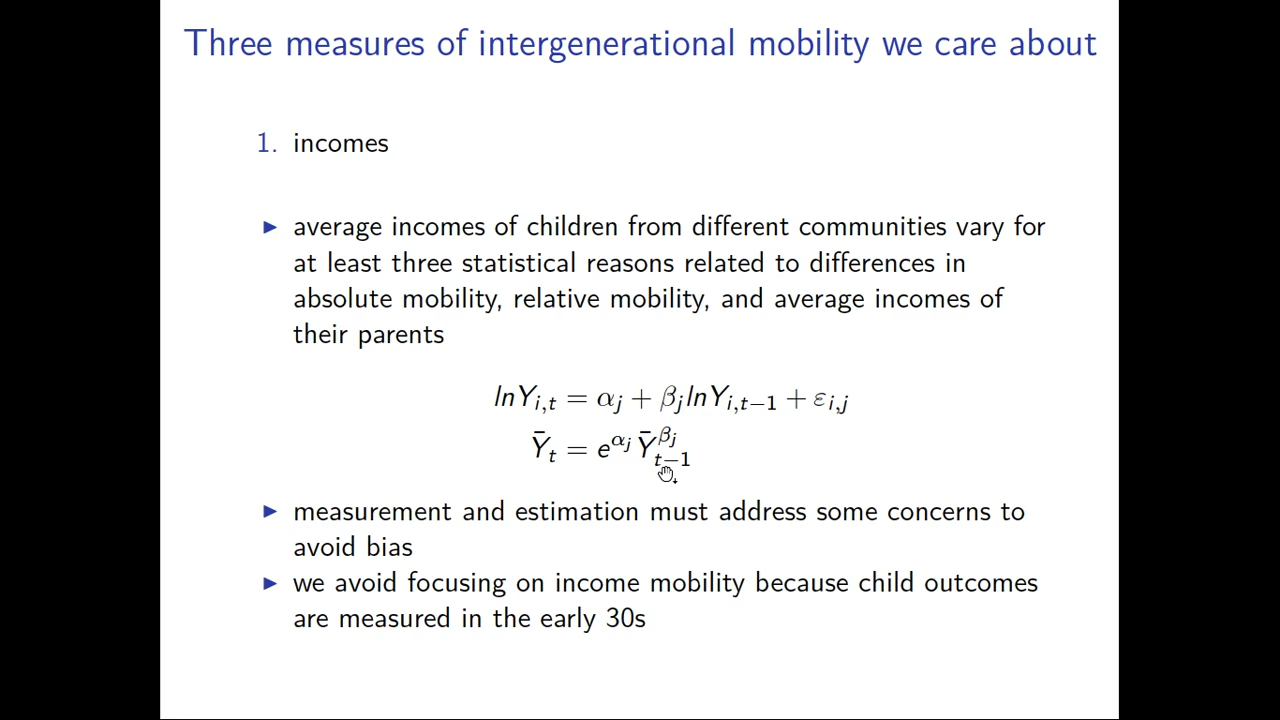 Three measures of intergenerational mobility we care about
1. incomes
▶ average incomes of children from different communities vary for
at least three statistical reasons related to differences in
absolute mobility, relative mobility, and average incomes of
their parents
lnY_{i,t} = α_j + β_j lnY_{i,t−1} + ε_{i,j}
Ȳ_t = e^{α_j} Ȳ_{t−1}^{β_j}
▶ measurement and estimation must address some concerns to
avoid bias
▶ we avoid focusing on income mobility because child outcomes
are measured in the early 30s